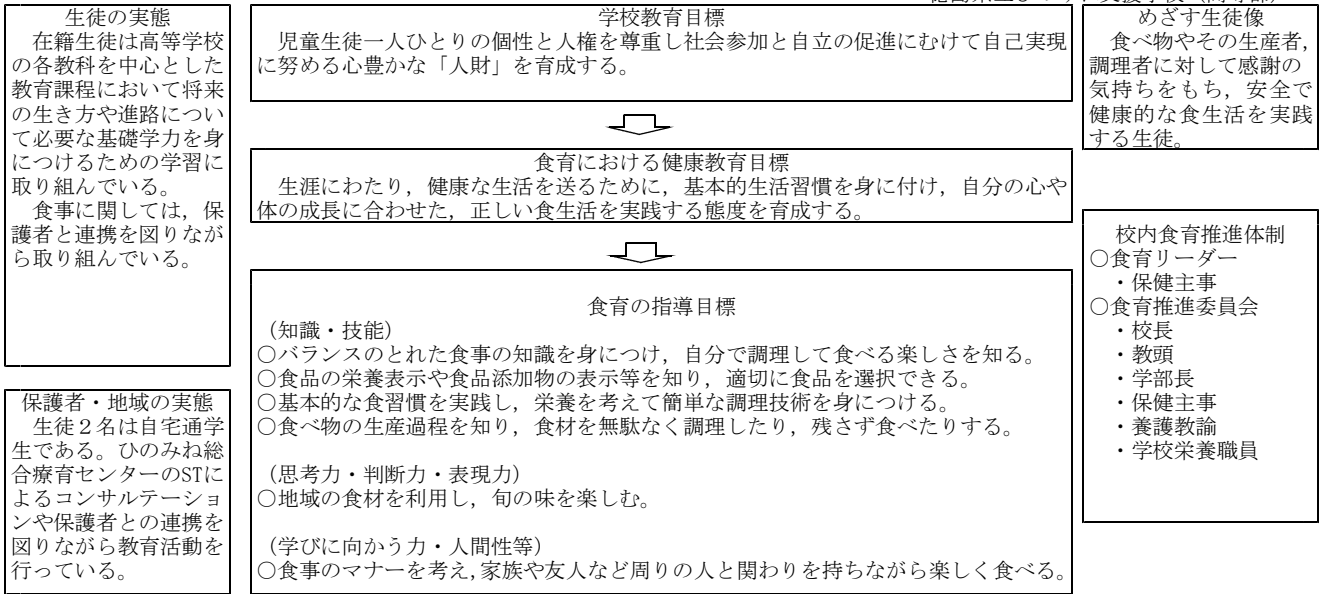 生徒の実態
在籍生徒は高等学校
の各教科を中心とした
教育課程において将来
の生き方や進路につい
て必要な基礎学力を身
につけるための学習に
取り組んでいる。
食事に関しては，保
護者と連携を図りなが
ら取り組んでいる。
保護者・地域の実態
生徒２名は自宅通学
生である。ひのみね総
合療育センターのSTに
よるコンサルテーショ
ンや保護者との連携を
図りながら教育活動を
行っている。
学校教育目標
児童生徒一人ひとりの個性と人権を尊重し社会参加と自立の促進にむけて自己実現
に努める心豊かな「人財」を育成する。
食育における健康教育目標
生涯にわたり，健康な生活を送るために，基本的生活習慣を身に付け，自分の心や
体の成長に合わせた，正しい食生活を実践する態度を育成する。
食育の指導目標
（知識・技能）
○バランスのとれた食事の知識を身につけ，自分で調理して食べる楽しさを知る。
○食品の栄養表示や食品添加物の表示等を知り，適切に食品を選択できる。
○基本的な食習慣を実践し，栄養を考えて簡単な調理技術を身につける。
○食べ物の生産過程を知り，食材を無駄なく調理したり，残さず食べたりする。
（思考力・判断力・表現力）
○地域の食材を利用し，旬の味を楽しむ。
（学びに向かう力・人間性等）
○食事のマナーを考え,家族や友人など周りの人と関わりを持ちながら楽しく食べる。
めざす生徒像
食べ物やその生産者，
調理者に対して感謝の
気持ちをもち，安全で
健康的な食生活を実践
する生徒。
校内食育推進体制
○食育リーダー
・保健主事
○食育推進委員会
・校長
・教頭
・学部長
・保健主事
・養護教諭
・学校栄養職員